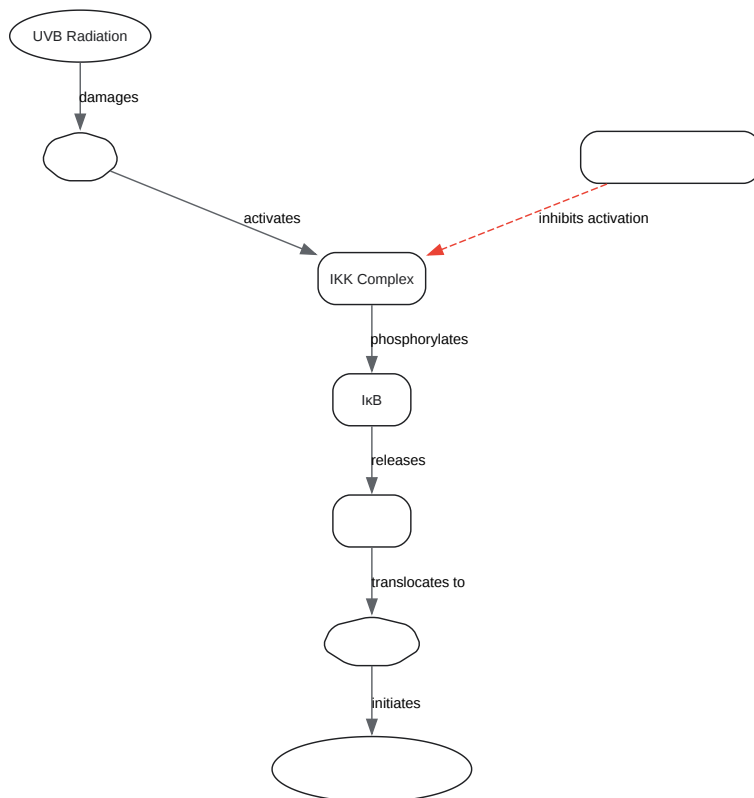 UVB Radiation
damages
activates
inhibits activation
IKK Complex
phosphorylates
IκB
releases
translocates to
initiates